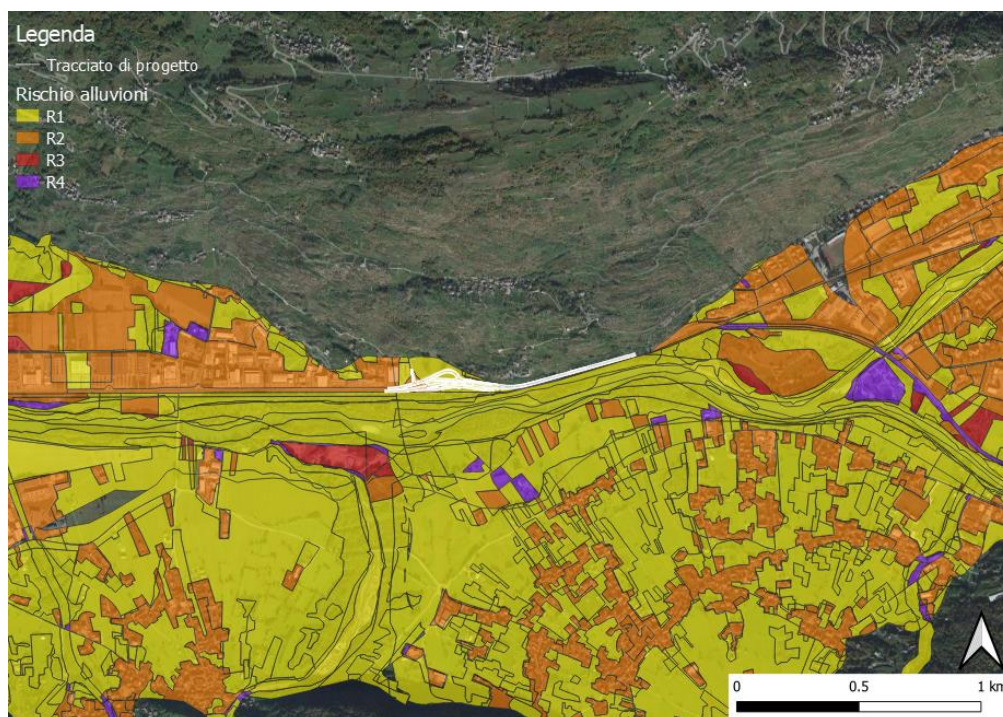 Legenda
Tracciato di progetto
Rischio alluvioni
R1
R2
R3
R4
0 0.5 1 km